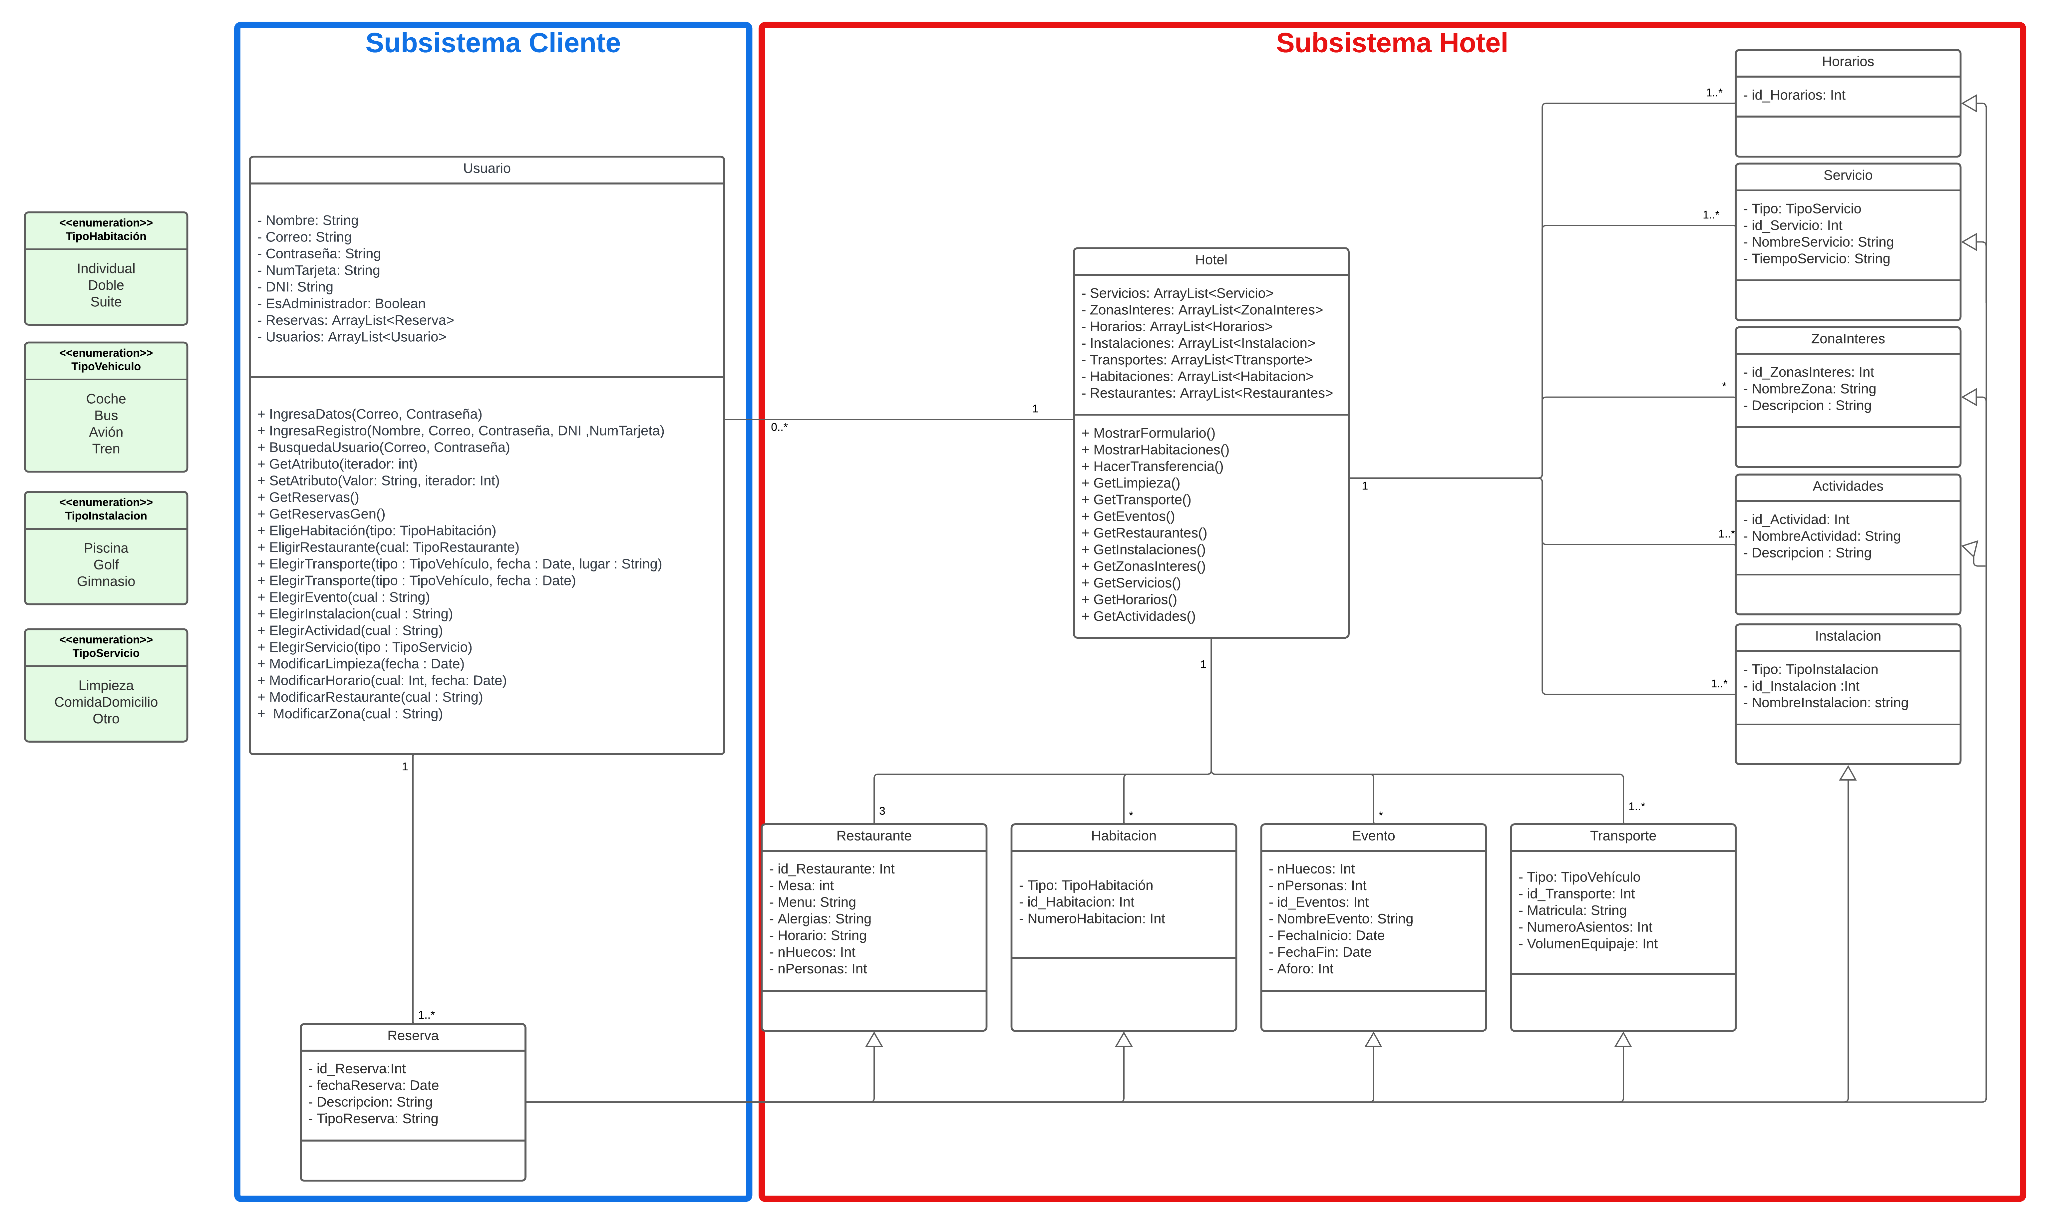 Subsistema Cliente
Subsistema Hotel
<<enumeration>>
TipoHabitación
Individual
Doble
Suite
<<enumeration>>
TipoVehiculo
Coche
Bus
Avión
Tren
<<enumeration>>
TipoInstalacion
Piscina
Golf
Gimnasio
<<enumeration>>
TipoServicio
Limpieza
ComidaDomicilio
Otro
Usuario
- Nombre: String
- Correo: String
- Contraseña: String
- NumTarjeta: String
- DNI: String
- EsAdministrador: Boolean
- Reservas: ArrayList<Reserva>
- Usuarios: ArrayList<Usuario>
+ IngresaDatos(Correo, Contraseña)
+ IngresaRegistro(Nombre, Correo, Contraseña, DNI ,NumTarjeta)
+ BusquedaUsuario(Correo, Contraseña)
+ GetAtributo(iterador: int)
+ SetAtributo(Valor: String, iterador: Int)
+ GetReservas()
+ GetReservasGen()
+ EligeHabitación(tipo: TipoHabitación)
+ EligirRestaurante(cual: TipoRestaurante)
+ ElegirTransporte(tipo : TipoVehículo, fecha : Date, lugar : String)
+ ElegirTransporte(tipo : TipoVehículo, fecha : Date)
+ ElegirEvento(cual : String)
+ ElegirInstalacion(cual : String)
+ ElegirActividad(cual : String)
+ ElegirServicio(tipo : TipoServicio)
+ ModificarLimpieza(fecha : Date)
+ ModificarHorario(cual: Int, fecha: Date)
+ ModificarRestaurante(cual : String)
+ ModificarZona(cual : String)
1
0..*
1
1..*
Reserva
- id_Reserva:Int
- fechaReserva: Date
- Descripcion: String
- TipoReserva: String
Hotel
- Servicios: ArrayList<Servicio>
- ZonasInteres: ArrayList<ZonaInteres>
- Horarios: ArrayList<Horarios>
- Instalaciones: ArrayList<Instalacion>
- Transportes: ArrayList<Ttransporte>
- Habitaciones: ArrayList<Habitacion>
- Restaurantes: ArrayList<Restaurantes>
+ MostrarFormulario()
+ MostrarHabitaciones()
+ HacerTransferencia()
+ GetLimpieza()
+ GetTransporte()
+ GetEventos()
+ GetRestaurantes()
+ GetInstalaciones()
+ GetZonasInteres()
+ GetServicios()
+ GetHorarios()
+ GetActividades()
1
1
1..*
1..*
*
1..*
1..*
Horarios
- id_Horarios: Int
Servicio
- Tipo: TipoServicio
- id_Servicio: Int
- NombreServicio: String
- TiempoServicio: String
ZonaInteres
- id_ZonasInteres: Int
- NombreZona: String
- Descripcion : String
Actividades
- id_Actividad: Int
- NombreActividad: String
- Descripcion : String
Instalacion
- Tipo: TipoInstalacion
- id_Instalacion :Int
- NombreInstalacion: string
3
*
*
1..*
Restaurante
- id_Restaurante: Int
- Mesa: int
- Menu: String
- Alergias: String
- Horario: String
- nHuecos: Int
- nPersonas: Int
Habitacion
- Tipo: TipoHabitación
- id_Habitacion: Int
- NumeroHabitacion: Int
Evento
- nHuecos: Int
- nPersonas: Int
- id_Eventos: Int
- NombreEvento: String
- FechaInicio: Date
- FechaFin: Date
- Aforo: Int
Transporte
- Tipo: TipoVehículo
- id_Transporte: Int
- Matricula: String
- NumeroAsientos: Int
- VolumenEquipaje: Int